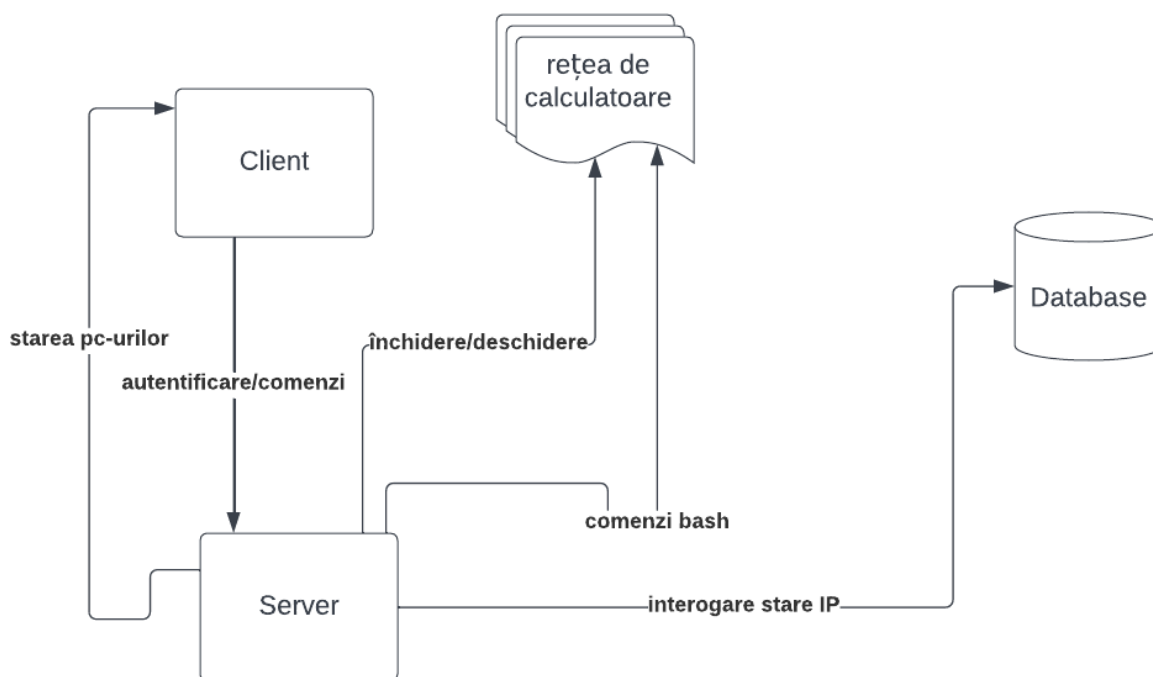 rețea de
calculatoare
Client
Database
starea pc-urilor
închidere/deschidere
autentificare/comenzi
comenzi bash
Server
interogare stare IP